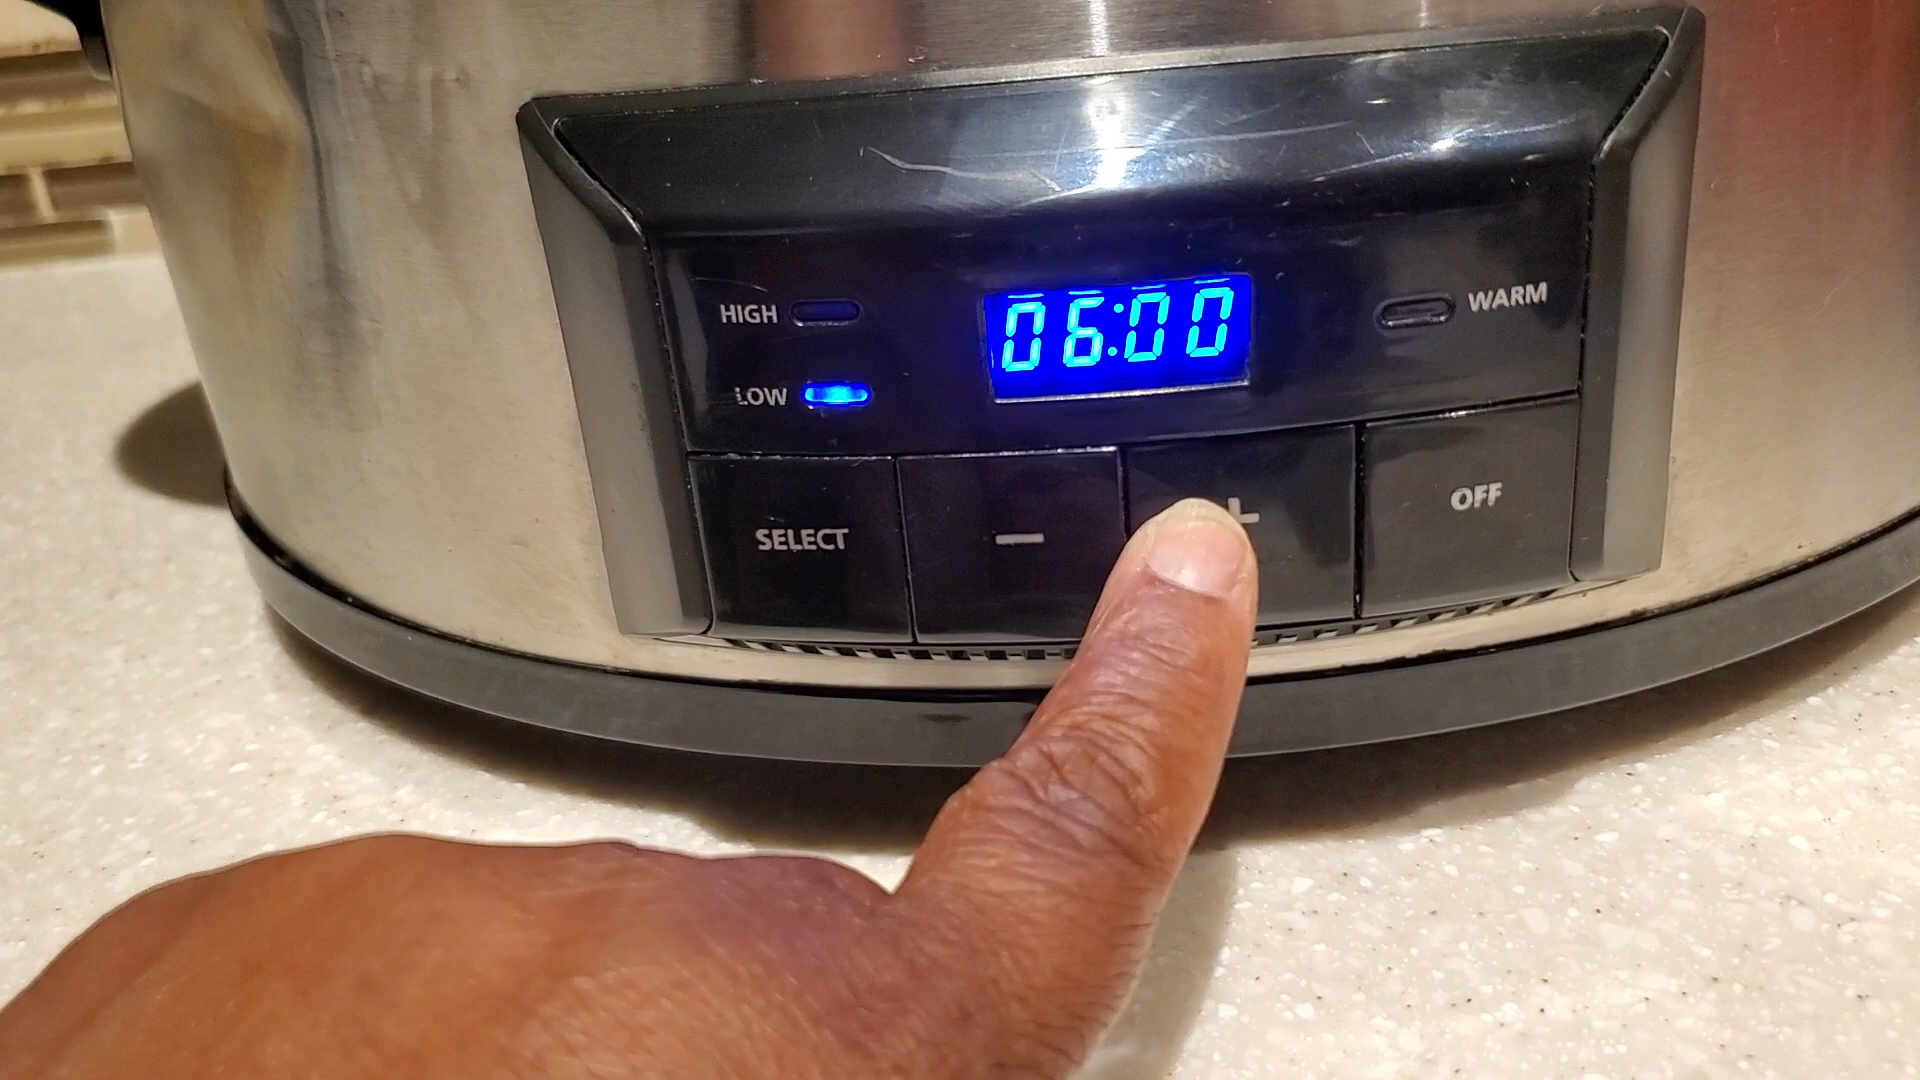 HIGH
06:00
WARM
LOW
SELECT
–
+
OFF